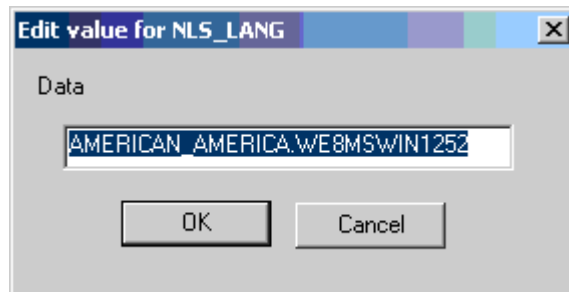 Edit value for NLS_LANG
Data
AMERICAN_AMERICA.WE8MSWIN1252
OK Cancel